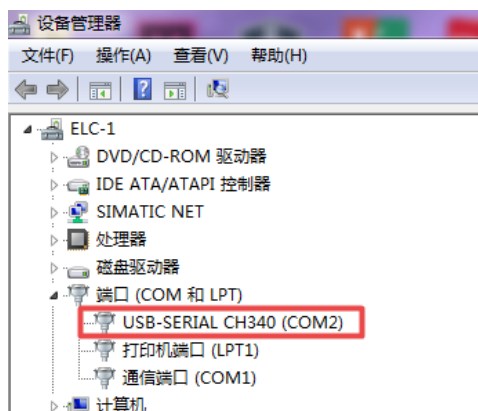 设备管理器
文件(F) 操作(A) 查看(V) 帮助(H)
ELC-1
DVD/CD-ROM 驱动器
IDE ATA/ATAPI 控制器
SIMATIC NET
处理器
磁盘驱动器
端口 (COM 和 LPT)
USB-SERIAL CH340 (COM2)
打印机端口 (LPT1)
通信端口 (COM1)
计算机